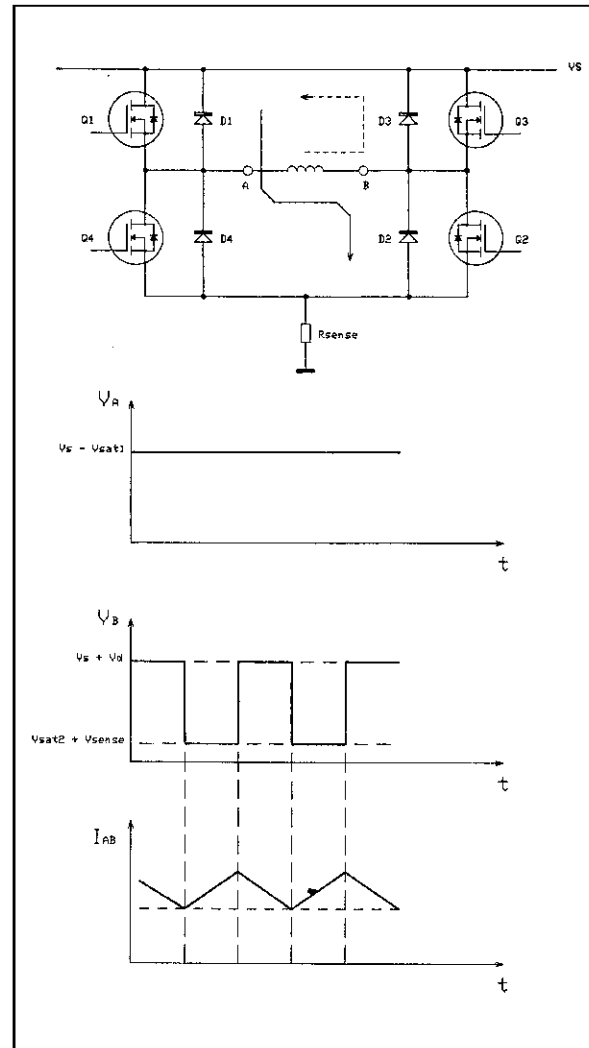 VS
Q1
D1
D3
Q3
A
B
Q4
D4
D2
Q2
Rsense
VA
Vs - Vsat1
t
VB
Vs + Vd
Vsat2 + Vsense
t
IAB
t